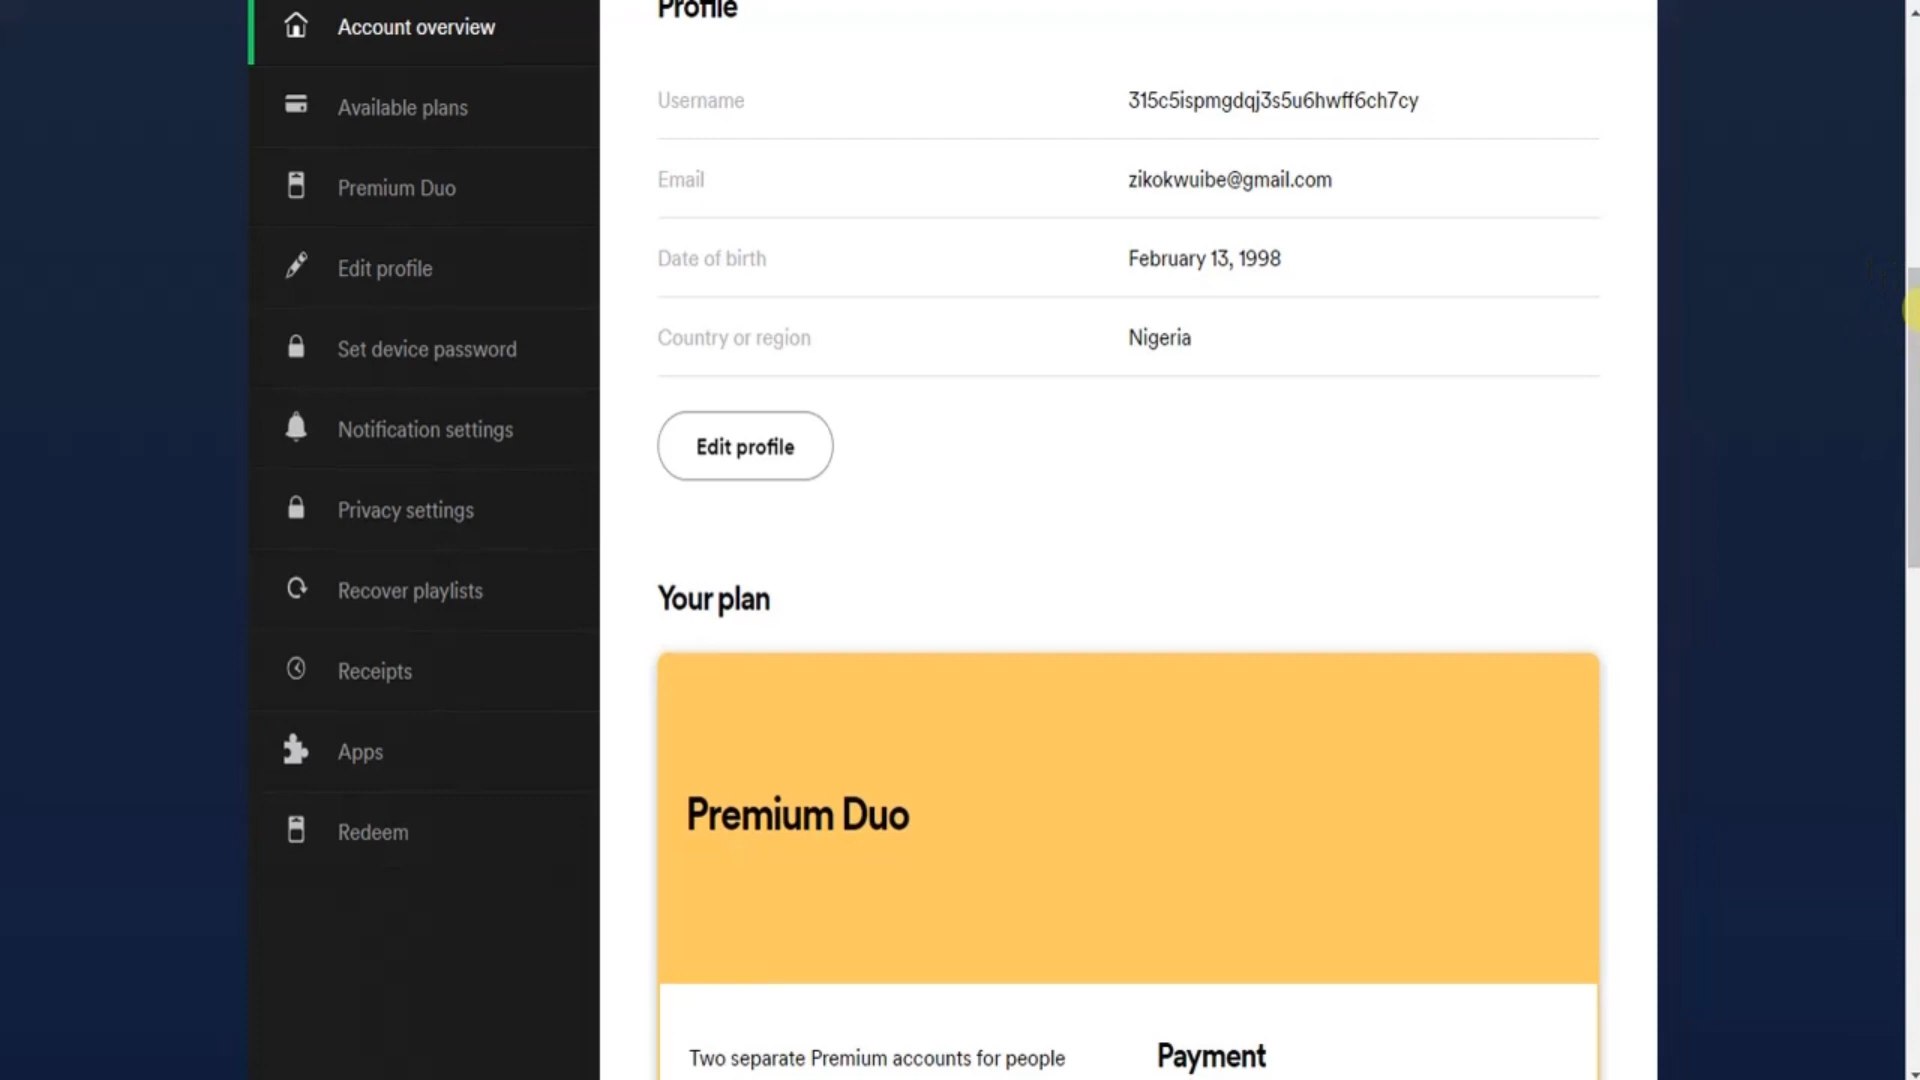 Account overview
Available plans
Premium Duo
Edit profile
Set device password
Notification settings
Privacy settings
Recover playlists
Receipts
Apps
Redeem
Profile
Username 315c5ispmgdqj3s5u6hwff6ch7cy
Email zikokwuibe@gmail.com
Date of birth February 13, 1998
Country or region Nigeria
Edit profile
Your plan
Premium Duo
Two separate Premium accounts for people
Payment